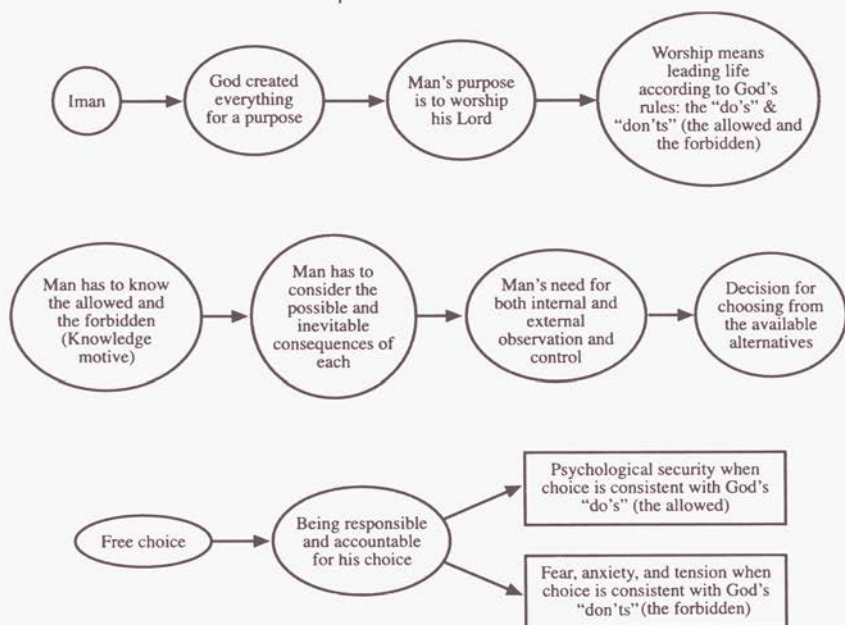 Iman
God created
everything
for a purpose
Man's purpose
is to worship
his Lord
Worship means
leading life
according to God's
rules: the “do's” &
“don'ts” (the allowed and
the forbidden)
Man has to know
the allowed and
the forbidden
(Knowledge
motive)
Man has to
consider the
possible and
inevitable
consequences of
each
Man's need for
both internal and
external
observation and
control
Decision for
choosing from
the available
alternatives
Free choice
Being responsible
and accountable
for his choice
Psychological security when
choice is consistent with God's
“do's” (the allowed)
Fear, anxiety, and tension when
choice is consistent with God's
“don'ts” (the forbidden)